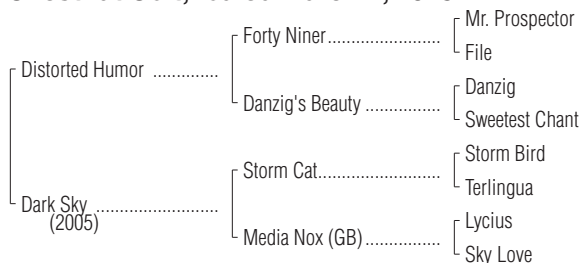 Mr. Prospector
Forty Niner
File
Distorted Humor
Danzig
Danzig's Beauty
Sweetest Chant
Storm Bird
Storm Cat
Terlingua
Dark Sky
(2005)
Lycius
Media Nox (GB)
Sky Love